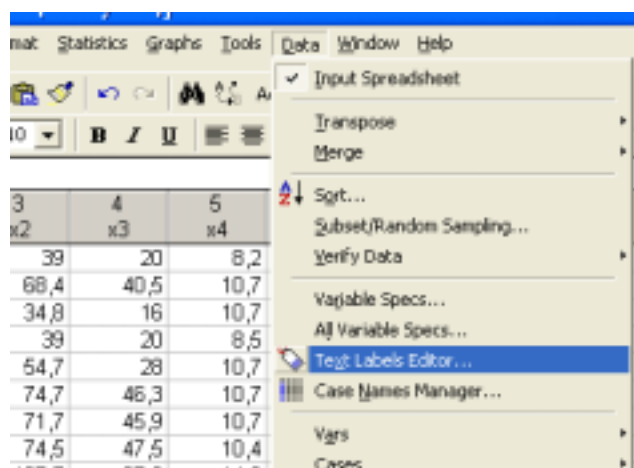 Statistics Graphs Tools Data Window Help
Input Spreadsheet
Transpose
Merge
Sort...
Subset/Random Sampling...
Verify Data
Variable Specs...
All Variable Specs...
Text Labels Editor...
Case Names Manager...
Vars
Cases
B I U
3 4 5
x2 x3 x4
39 20 8,2
68,4 40,5 10,7
34,8 16 10,7
39 20 8,5
54,7 28 10,7
74,7 46,3 10,7
71,7 45,9 10,7
74,5 47,5 10,4